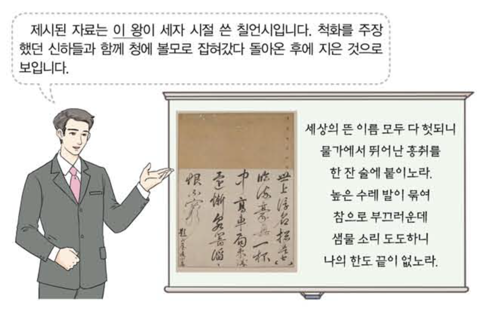 제시된 자료는 이 왕이 세자 시절 쓴 칠언시입니다. 척화를 주장
했던 신하들과 함께 청에 볼모로 잡혀갔다 돌아온 후에 지은 것으로
보입니다.
세상의 뜬 이름 모두 다 헛되니
물가에서 뛰어난 흥취를
한 잔 술에 붙이노라.
높은 수레 발이 묶여
참으로 부끄러운데
샘물 소리 도도하니
나의 한도 끝이 없노라.